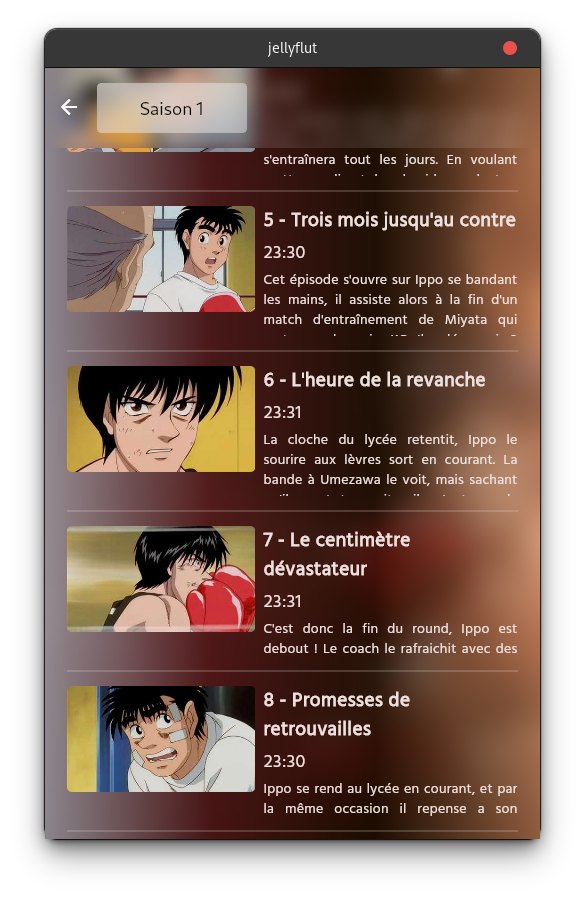 jellyflut
Saison 1
s'entraînera tout les jours. En voulant
5 - Trois mois jusqu'au contre
23:30
Cet épisode s'ouvre sur Ippo se bandant
les mains, il assiste alors à la fin d'un
match d'entraînement de Miyata qui
6 - L'heure de la revanche
23:31
La cloche du lycée retentit, Ippo le
sourire aux lèvres sort en courant. La
bande à Umezawa le voit, mais sachant
7 - Le centimètre
dévastateur
23:31
C'est donc la fin du round, Ippo est
debout ! Le coach le rafraichit avec des
8 - Promesses de
retrouvailles
23:30
Ippo se rend au lycée en courant, et par
la même occasion il repense a son